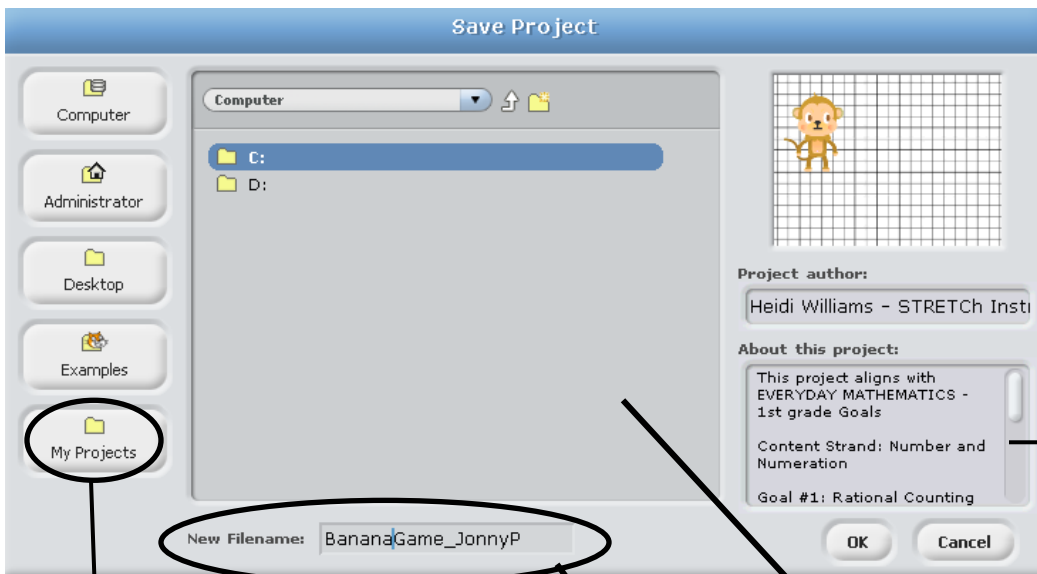 Save Project
Computer
Administrator
Desktop
Examples
My Projects
Computer
C:
D:
New Filename: BananaGame_JonnyP
Project author:
Heidi Williams - STRETCh Instr
About this project:
This project aligns with
EVERYDAY MATHEMATICS -
1st grade Goals
Content Strand: Number and
Numeration
Goal #1: Rational Counting
OK
Cancel